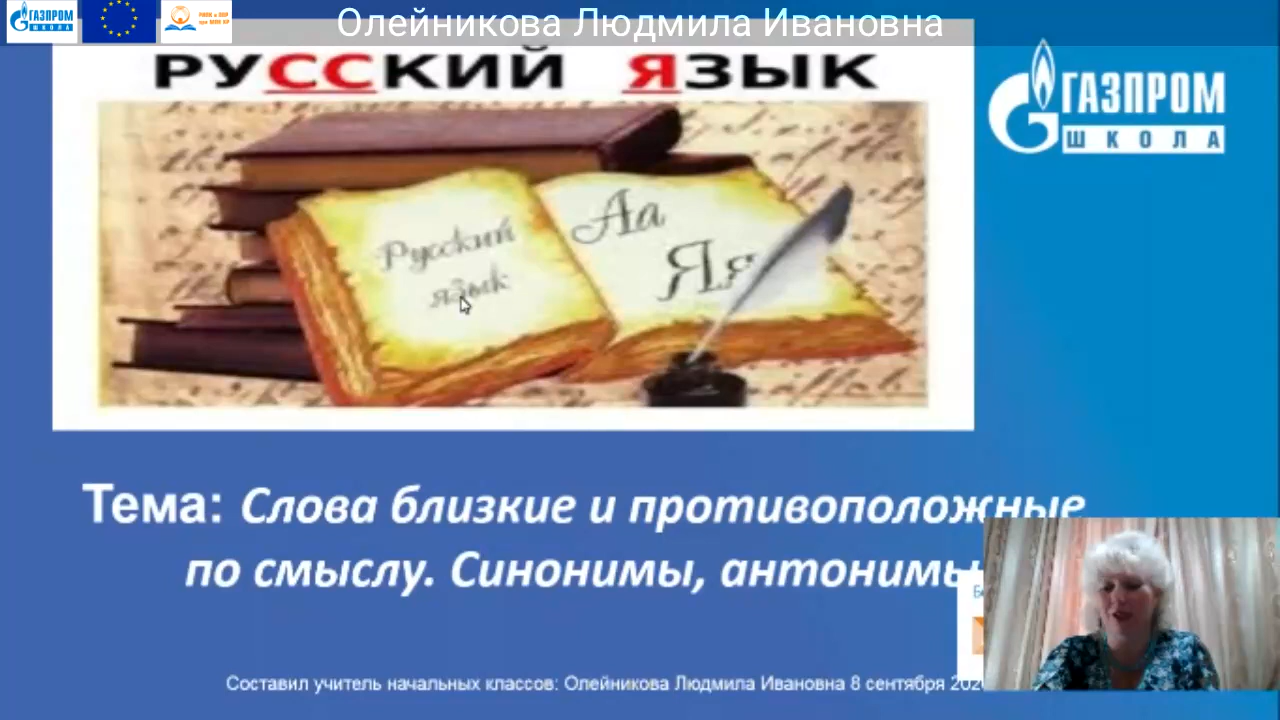 ГАЗПРОМ
ШКОЛА
Олейникова Людмила Ивановна
РУССКИЙ ЯЗЫК
ГАЗПРОМ
ШКОЛА
Русский
язык
Аа
Яя
Тема: Слова близкие и противоположные
по смыслу. Синонимы, антонимы
Составил учитель начальных классов: Олейникова Людмила Ивановна 8 сентября